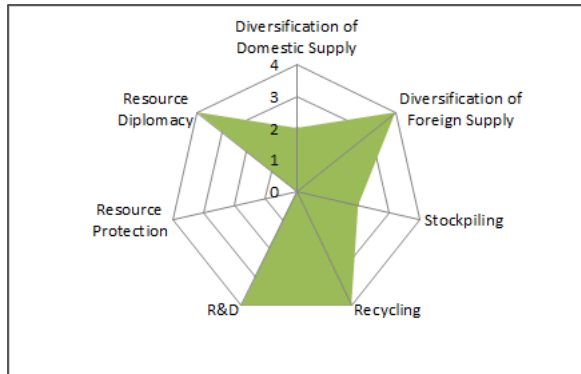 Diversification of
Domestic Supply
4
3
2
1
0
Diversification of
Foreign Supply
Stockpiling
Recycling
R&D
Resource
Protection
Resource
Diplomacy